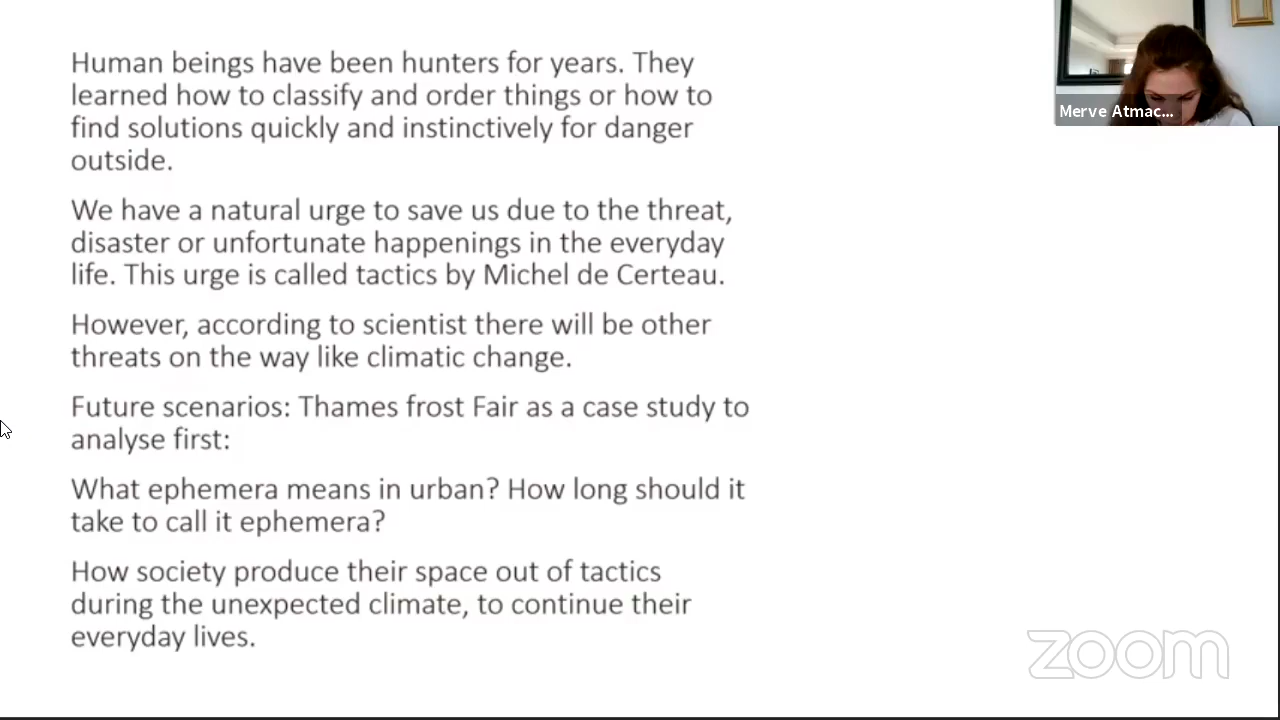 Human beings have been hunters for years. They
learned how to classify and order things or how to
find solutions quickly and instinctively for danger
outside.
We have a natural urge to save us due to the threat,
disaster or unfortunate happenings in the everyday
life. This urge is called tactics by Michel de Certeau.
However, according to scientist there will be other
threats on the way like climatic change.
Future scenarios: Thames frost Fair as a case study to
analyse first:
What ephemera means in urban? How long should it
take to call it ephemera?
How society produce their space out of tactics
during the unexpected climate, to continue their
everyday lives.
Merve Atmac...
zoom